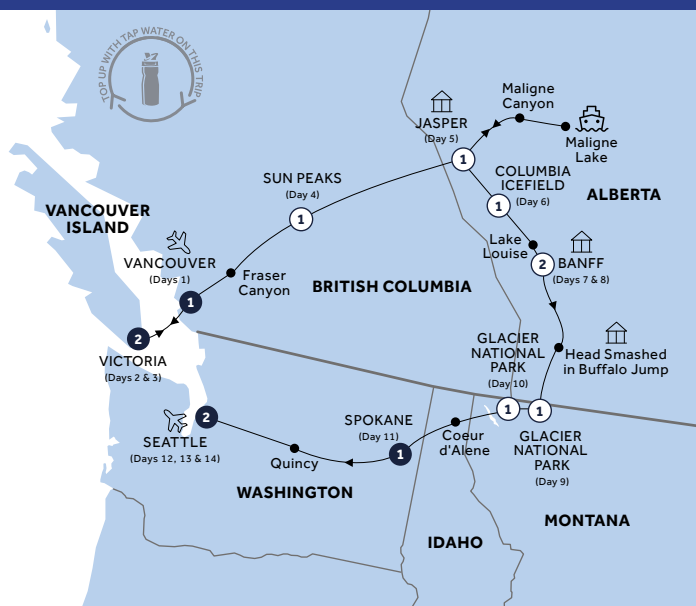 TOP UP WITH TAP WATER ON THIS TRIP
Maligne
Canyon
JASPER
(Day 5)
1
Maligne
Lake
SUN PEAKS
(Day 4)
1
COLUMBIA
ICEFIELD
(Day 6)
1
ALBERTA
VANCOUVER
ISLAND
VANCOUVER
(Days 1)
1
Fraser
Canyon
BRITISH COLUMBIA
Lake
Louise
2
BANFF
(Days 7 & 8)
2
VICTORIA
(Days 2 & 3)
GLACIER
NATIONAL
PARK
(Day 10)
1
Head Smashed
in Buffalo Jump
1
GLACIER
NATIONAL
PARK
(Day 9)
2
SEATTLE
(Days 12, 13 & 14)
Quincy
SPOKANE
(Day 11)
1
Coeur
d'Alene
WASHINGTON
IDAHO
MONTANA